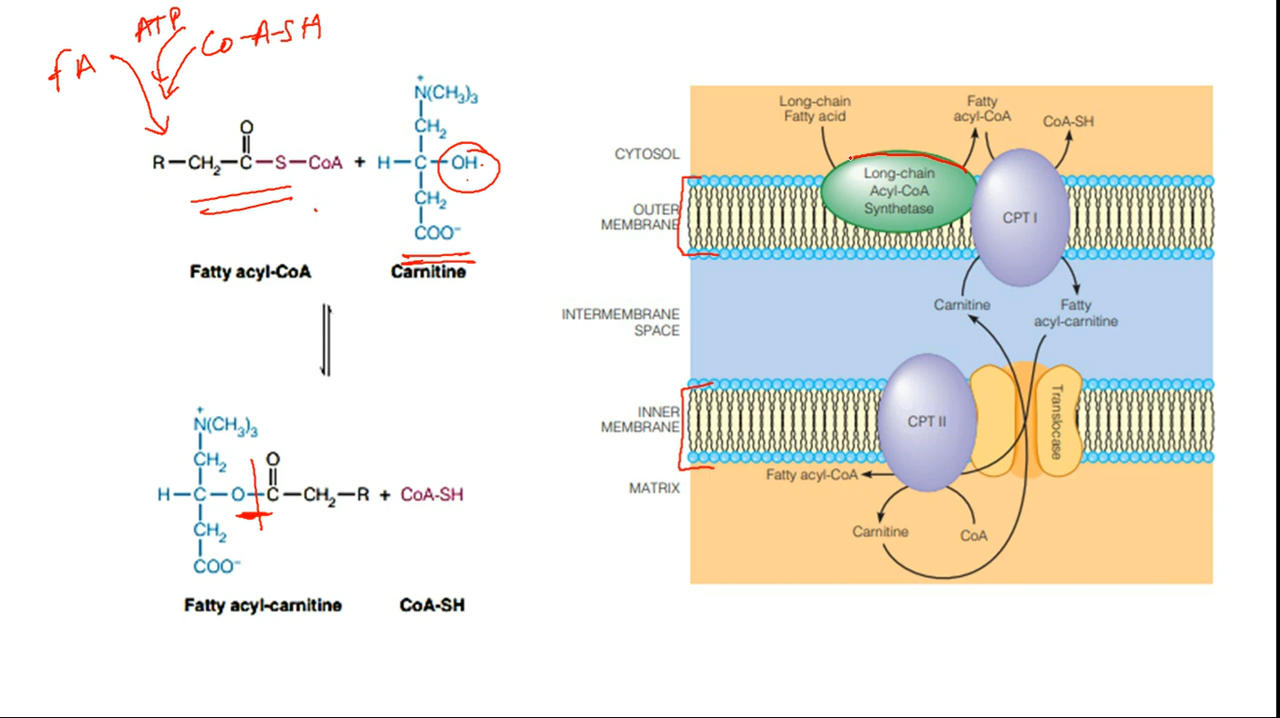 ATP
fA
Co-A-SH
N(CH₃)₃
+
CH₂
O
R—CH₂—C—S—CoA + H—C—OH
CH₂
COO⁻
Fatty acyl-CoA
Carnitine
+
N(CH₃)₃
CH₂
O
H—C—O—C—CH₂—R + CoA-SH
CH₂
COO⁻
Fatty acyl-carnitine
CoA-SH
Long-chain
Fatty acid
Fatty
acyl-CoA
CoA-SH
CYTOSOL
Long-chain
Acyl-CoA
Synthetase
OUTER
MEMBRANE
CPT I
Carnitine
Fatty
acyl-carnitine
INTERMEMBRANE
SPACE
INNER
MEMBRANE
CPT II
Translocase
Fatty acyl-CoA
MATRIX
Carnitine
CoA